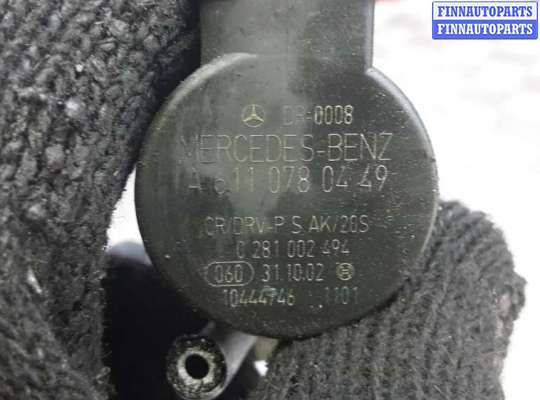 FINNAUTOPARTS
FINNAUTOPARTS
DR-0008
MERCEDES-BENZ
A 611 078 04 49
CR/DRV-P S AK/20S
0 281 002 494
060 31.10.02
10444746 1101